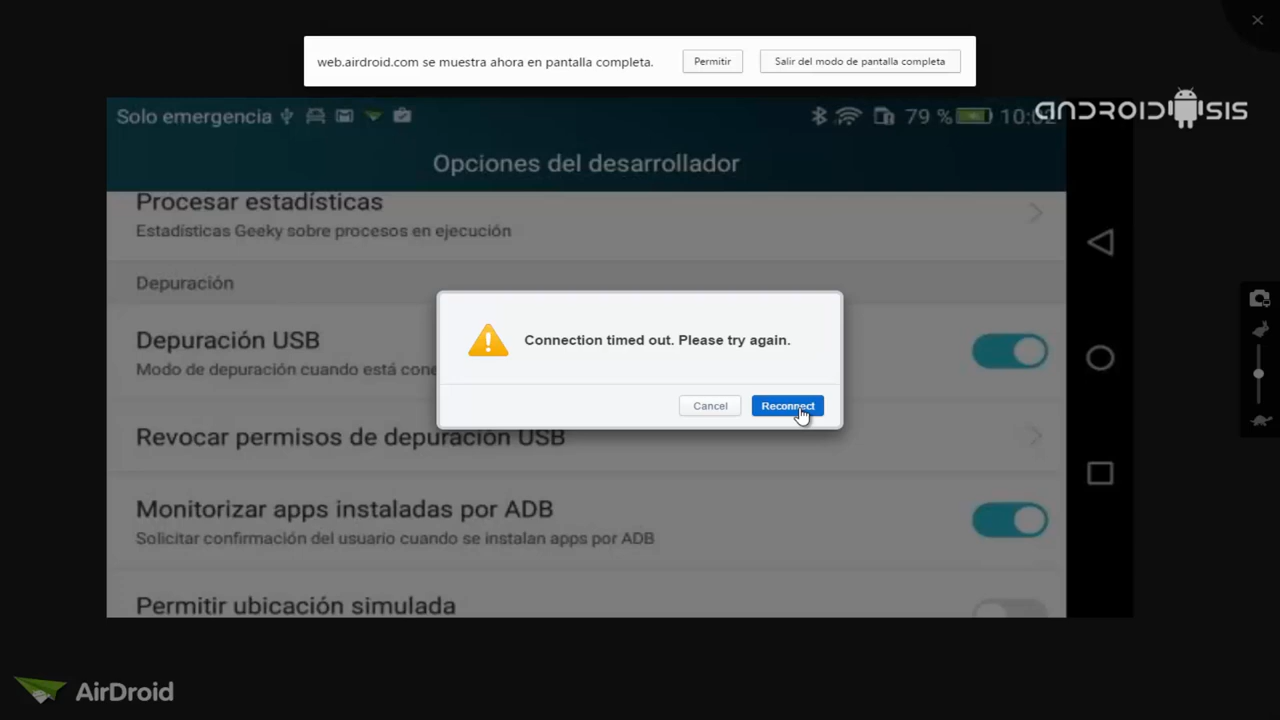 web.airdroid.com se muestra ahora en pantalla completa.
Permitir
Salir del modo de pantalla completa
Solo emergencia
79 %
ANDROIDSIS
Opciones del desarrollador
Procesar estadísticas
Estadísticas Geeky sobre procesos en ejecución
Depuración
Connection timed out. Please try again.
Depuración USB
Modo de depuración cuando está
Cancel
Reconnect
Revocar permisos de depuración USB
Monitorizar apps instaladas por ADB
Solicitar confirmación del usuario cuando se instalan apps por ADB
Permitir ubicación simulada
AirDroid